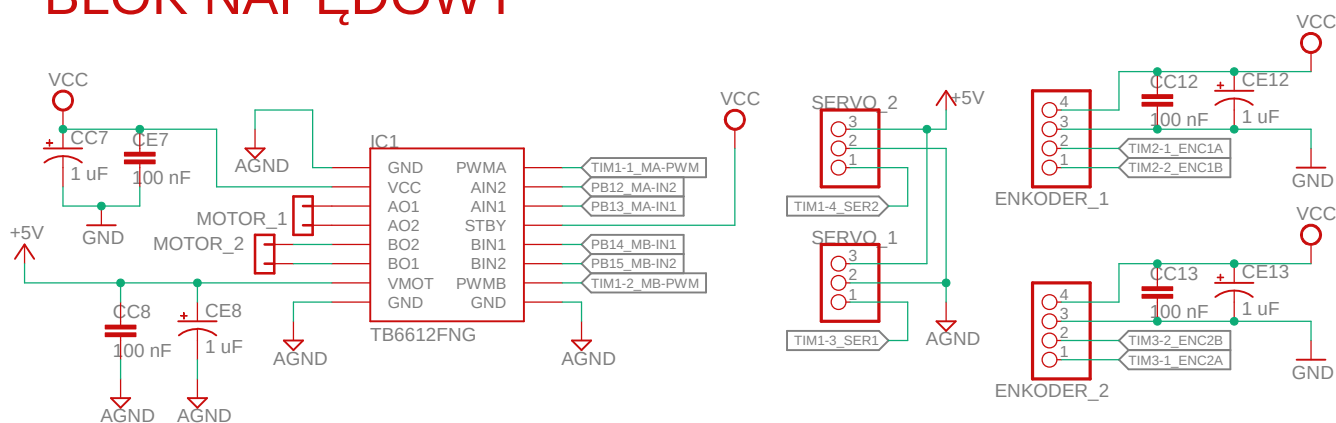 BLOK NAPĘDOWY
VCC
CC7
1 uF
CE7
100 nF
GND
AGND
+5V
MOTOR_1
MOTOR_2
CC8
100 nF
CE8
1 uF
AGND
AGND
AGND
IC1
GND PWMA
VCC AIN2
AO1 AIN1
AO2 STBY
BO2 BIN1
BO1 BIN2
VMOT PWMB
GND GND
TB6612FNG
TIM1-1_MA-PWM
PB12_MA-IN2
PB13_MA-IN1
PB14_MB-IN1
PB15_MB-IN2
TIM1-2_MB-PWM
AGND
VCC
SERVO_2
3
2
1
TIM1-4_SER2
SERVO_1
3
2
1
TIM1-3_SER1
+5V
AGND
VCC
CC12
100 nF
CE12
1 uF
4
3
2
1
TIM2-1_ENC1A
TIM2-2_ENC1B
ENKODER_1
GND
VCC
CC13
100 nF
CE13
1 uF
4
3
2
1
TIM3-2_ENC2B
TIM3-1_ENC2A
ENKODER_2
GND